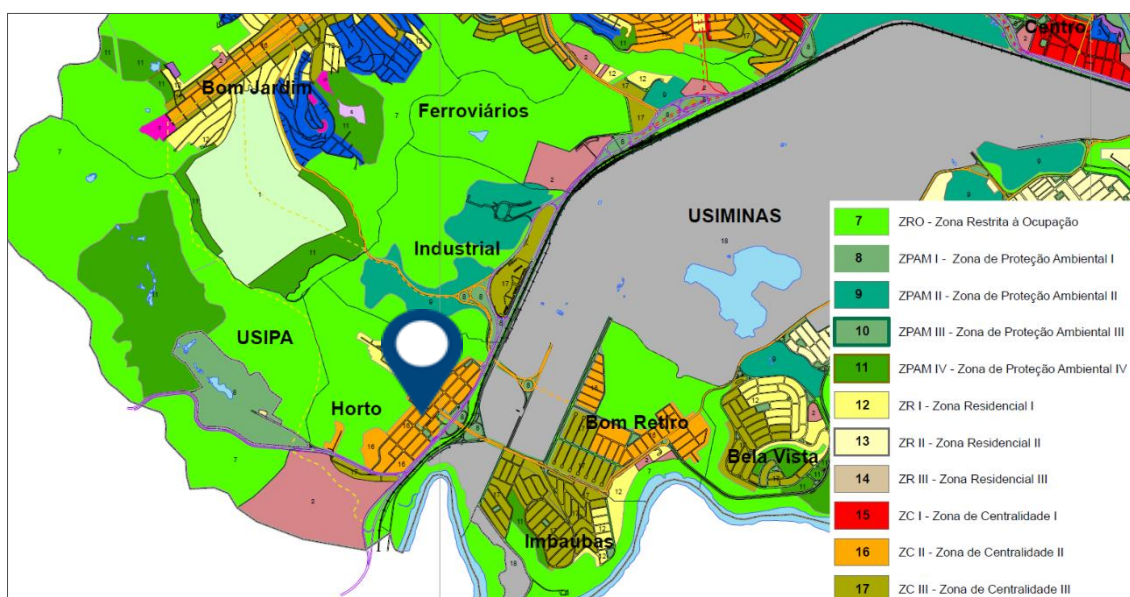 Centro
Bom Jardim
Ferroviários
USIMINAS
Industrial
USIPA
Horto
Bom Retiro
Bela Vista
Imbaúbas
7 ZRO - Zona Restrita à Ocupação
8 ZPAM I - Zona de Proteção Ambiental I
9 ZPAM II - Zona de Proteção Ambiental II
10 ZPAM III - Zona de Proteção Ambiental III
11 ZPAM IV - Zona de Proteção Ambiental IV
12 ZR I - Zona Residencial I
13 ZR II - Zona Residencial II
14 ZR III - Zona Residencial III
15 ZC I - Zona de Centralidade I
16 ZC II - Zona de Centralidade II
17 ZC III - Zona de Centralidade III